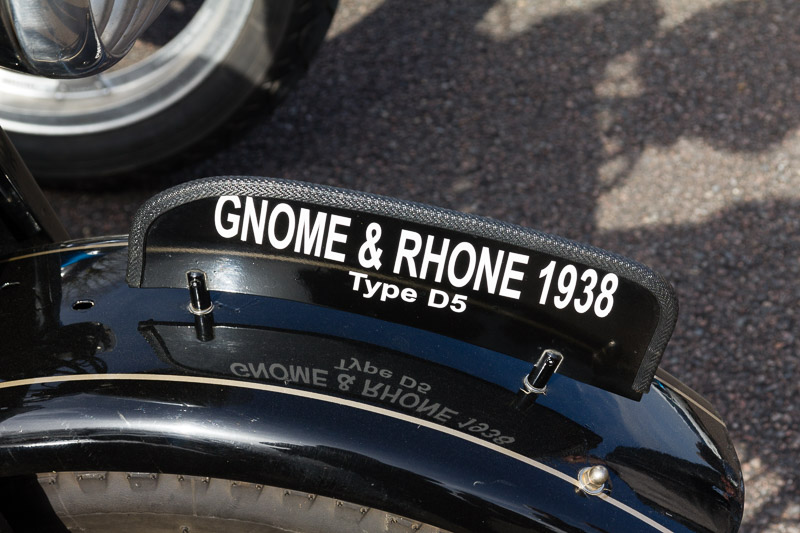 GNOME & RHONE 1938
Type D5